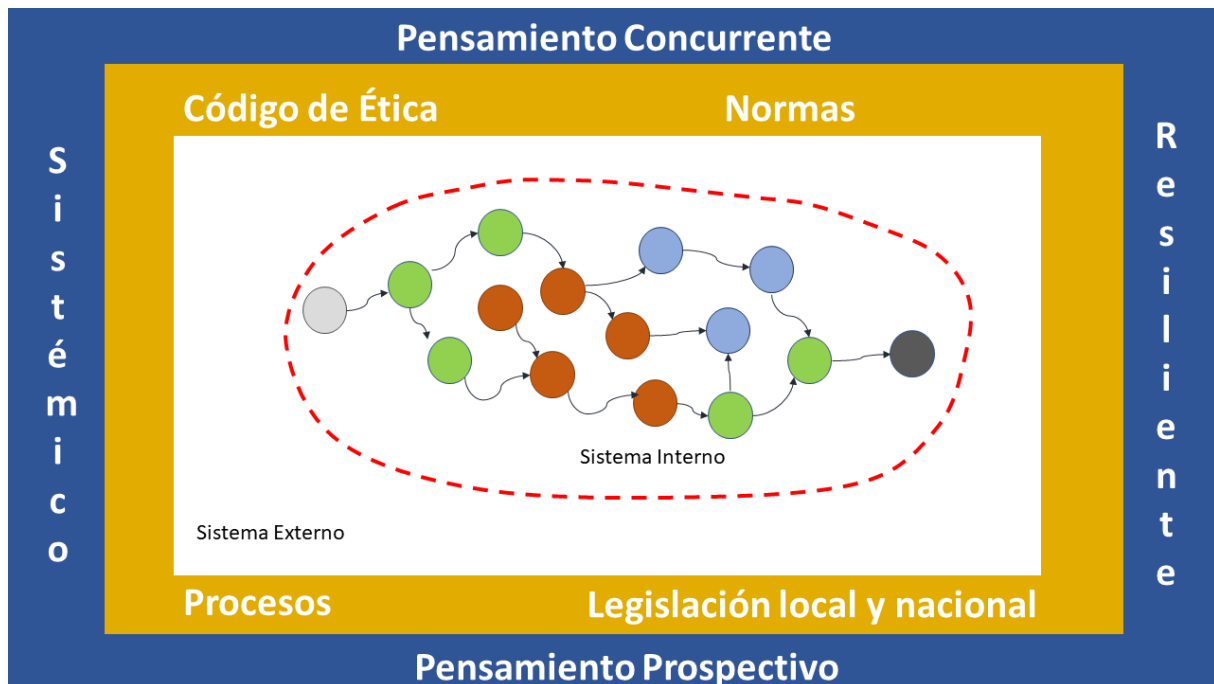 Pensamiento Concurrente
Código de Ética
Normas
Sistémico
Resiliente
Sistema Interno
Sistema Externo
Procesos
Legislación local y nacional
Pensamiento Prospectivo